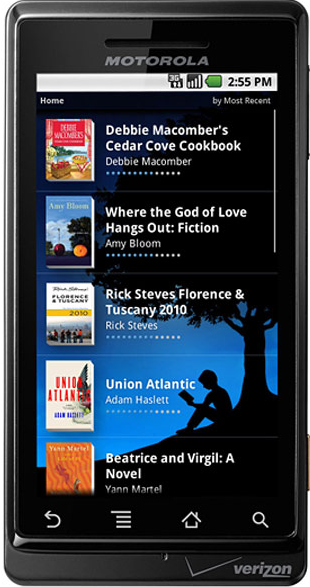 MOTOROLA
3G
2:55 PM
Home
by Most Recent
DEBBIE
MACOMBER'S
Debbie Macomber's
Cedar Cove Cookbook
Debbie Macomber
Amy Bloom
Where the God of Love
Hangs Out: Fiction
Amy Bloom
Rick Steves
FLORENCE
& TUSCANY
2010
Rick Steves Florence &
Tuscany 2010
Rick Steves
UNION
ATLANTIC
ADAM
HASLETT
Union Atlantic
Adam Haslett
Yann Martel
Beatrice and Virgil: A
Novel
Yann Martel
verizon